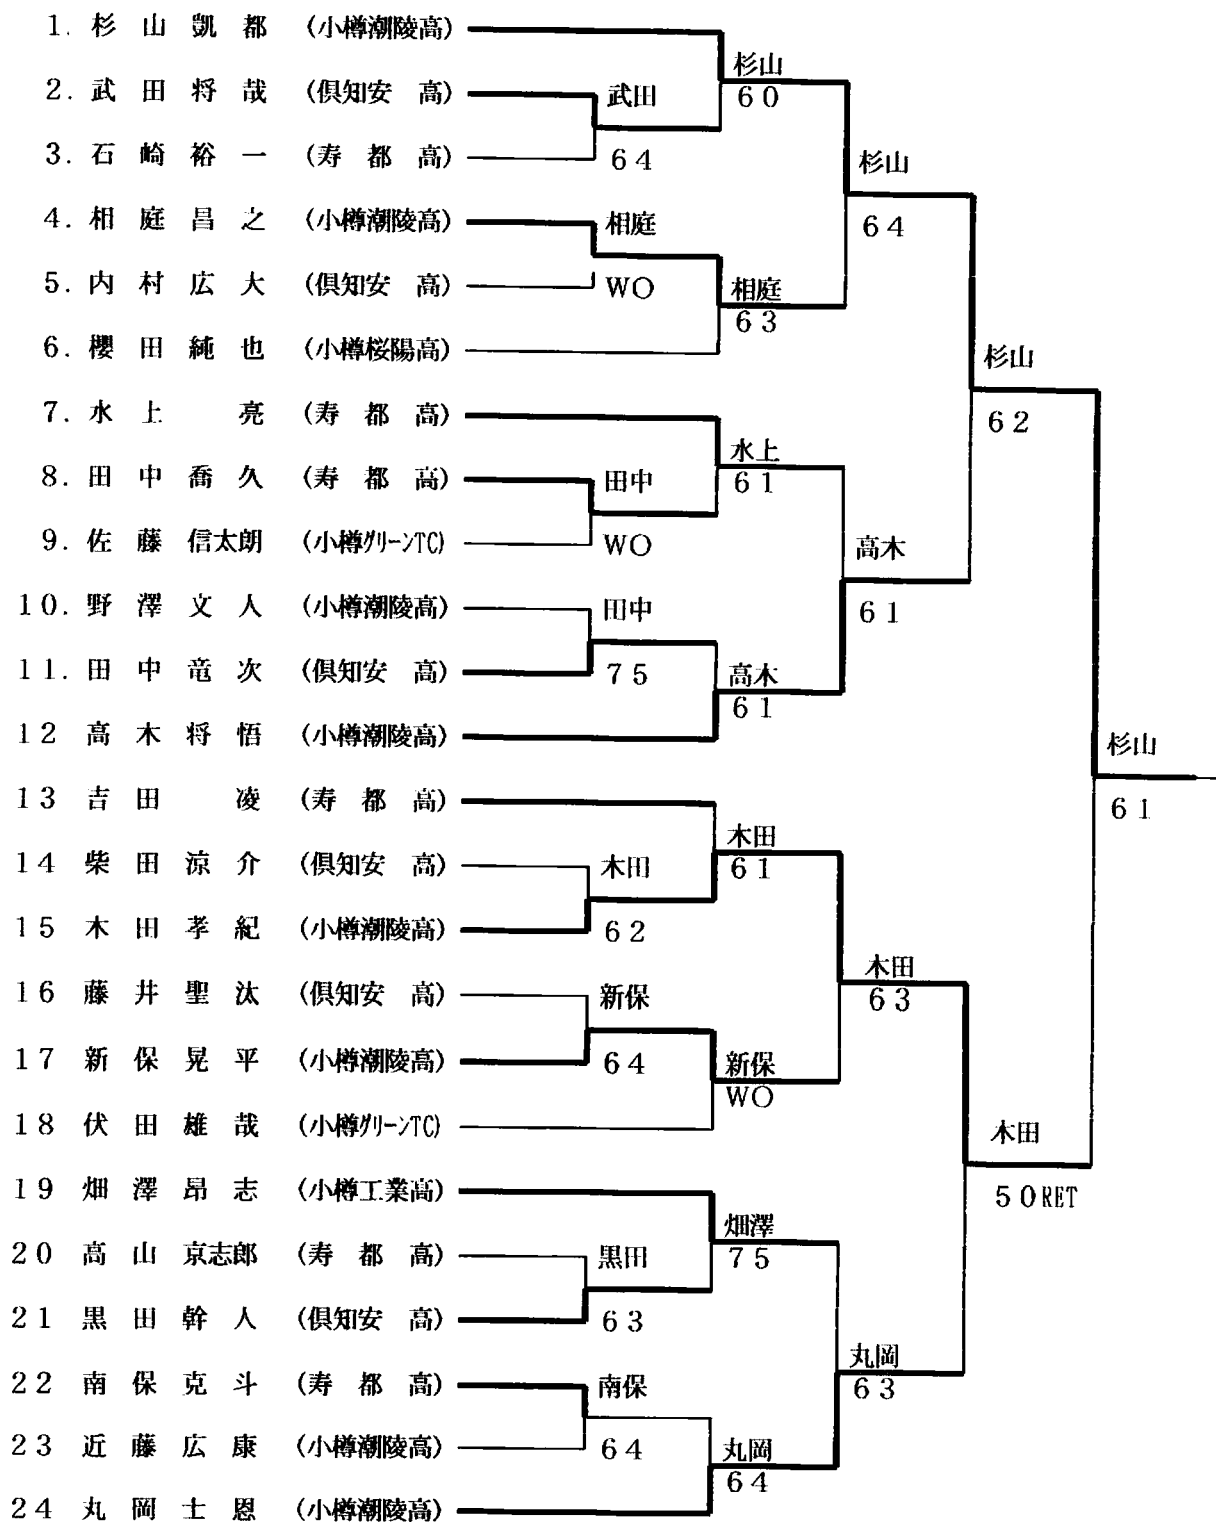 1. 杉山凱都 (小樽潮陵高)
杉山
2. 武田将哉 (倶知安高) 武田 60
3. 石崎裕一 (寿都高) 64 杉山
4. 相庭昌之 (小樽潮陵高) 相庭 64
5. 内村広大 (倶知安高) WO 相庭
63
6. 櫻田純也 (小樽桜陽高) 杉山
7. 水上亮 (寿都高) 62
水上
8. 田中喬久 (寿都高) 田中 61
9. 佐藤信太朗 (小樽グリーンTC) WO 高木
10. 野澤文人 (小樽潮陵高) 田中 61
11. 田中竜次 (倶知安高) 75 高木
61
12 高木将悟 (小樽潮陵高) 杉山
13 吉田凌 (寿都高) 61
木田
14 柴田涼介 (倶知安高) 木田 61
15 木田孝紀 (小樽潮陵高) 62
木田
16 藤井聖汰 (倶知安高) 新保 63
17 新保晃平 (小樽潮陵高) 64 新保
WO
18 伏田雄哉 (小樽グリーンTC) 木田
19 畑澤昂志 (小樽工業高) 50RET
畑澤
20 高山京志郎 (寿都高) 黒田 75
21 黒田幹人 (倶知安高) 63
丸岡
22 南保克斗 (寿都高) 南保 63
23 近藤広康 (小樽潮陵高) 64 丸岡
64
24 丸岡士恩 (小樽潮陵高)